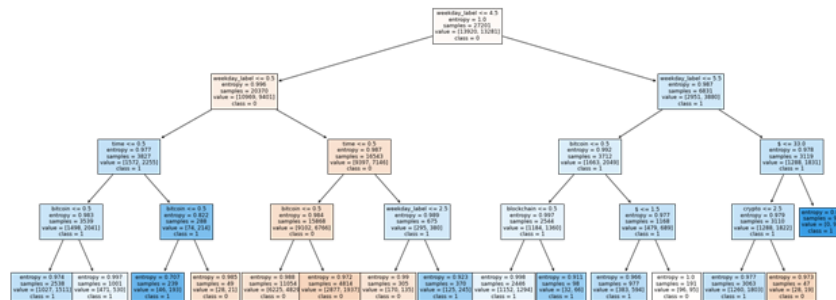 weekday_label <= 4.5
entropy = 1.0
samples = 27201
value = [13920, 13281]
class = 0
weekday_label <= 0.5
entropy = 0.996
samples = 20370
value = [10969, 9401]
class = 0
weekday_label <= 5.5
entropy = 0.987
samples = 6831
value = [2951, 3880]
class = 1
time <= 0.5
entropy = 0.977
samples = 3827
value = [1572, 2255]
class = 1
time <= 0.5
entropy = 0.987
samples = 16543
value = [9397, 7146]
class = 0
bitcoin <= 0.5
entropy = 0.992
samples = 3712
value = [1663, 2049]
class = 1
$ <= 33.0
entropy = 0.978
samples = 3119
value = [1288, 1831]
class = 1
bitcoin <= 0.5
entropy = 0.983
samples = 3539
value = [1498, 2041]
class = 1
bitcoin <= 0.5
entropy = 0.822
samples = 288
value = [74, 214]
class = 1
bitcoin <= 0.5
entropy = 0.984
samples = 15868
value = [9102, 6766]
class = 0
weekday_label <= 2.5
entropy = 0.989
samples = 675
value = [295, 380]
class = 1
blockchain <= 0.5
entropy = 0.997
samples = 2544
value = [1184, 1360]
class = 1
$ <= 1.5
entropy = 0.977
samples = 1168
value = [479, 689]
class = 1
crypto <= 2.5
entropy = 0.979
samples = 3110
value = [1288, 1822]
class = 1
entropy = 0.974
samples = 2538
value = [1027, 1511]
class = 1
entropy = 0.997
samples = 1001
value = [471, 530]
class = 1
entropy = 0.707
samples = 239
value = [46, 193]
class = 1
entropy = 0.985
samples = 49
value = [28, 21]
class = 0
entropy = 0.988
samples = 11054
value = [6225, 4829]
class = 0
entropy = 0.972
samples = 4814
value = [2877, 1937]
class = 0
entropy = 0.99
samples = 305
value = [170, 135]
class = 0
entropy = 0.923
samples = 370
value = [125, 245]
class = 1
entropy = 0.998
samples = 2446
value = [1152, 1294]
class = 1
entropy = 0.911
samples = 98
value = [32, 66]
class = 1
entropy = 0.966
samples = 977
value = [383, 594]
class = 1
entropy = 1.0
samples = 191
value = [96, 95]
class = 0
entropy = 0.977
samples = 3063
value = [1260, 1803]
class = 1
entropy = 0.973
samples = 47
value = [28, 19]
class = 0